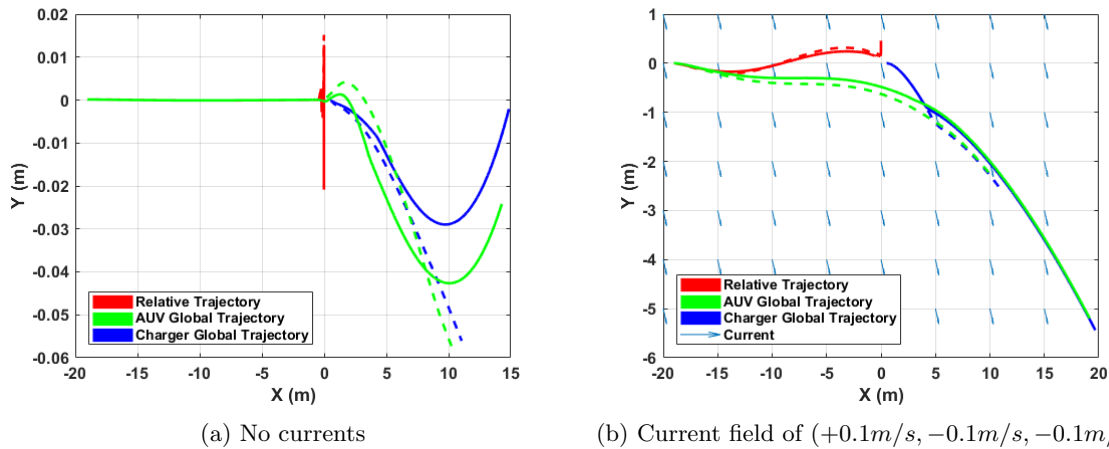 0.02
0.01
0
-0.01
-0.02
-0.03
-0.04
-0.05
-0.06
Y (m)
-20 -15 -10 -5 0 5 10 15
X (m)
Relative Trajectory
AUV Global Trajectory
Charger Global Trajectory
(a) No currents
1
0
-1
-2
-3
-4
-5
-6
Y (m)
-20 -15 -10 -5 0 5 10 15 20
X (m)
Relative Trajectory
AUV Global Trajectory
Charger Global Trajectory
Current
(b) Current field of (+0.1m/s, −0.1m/s, −0.1m/